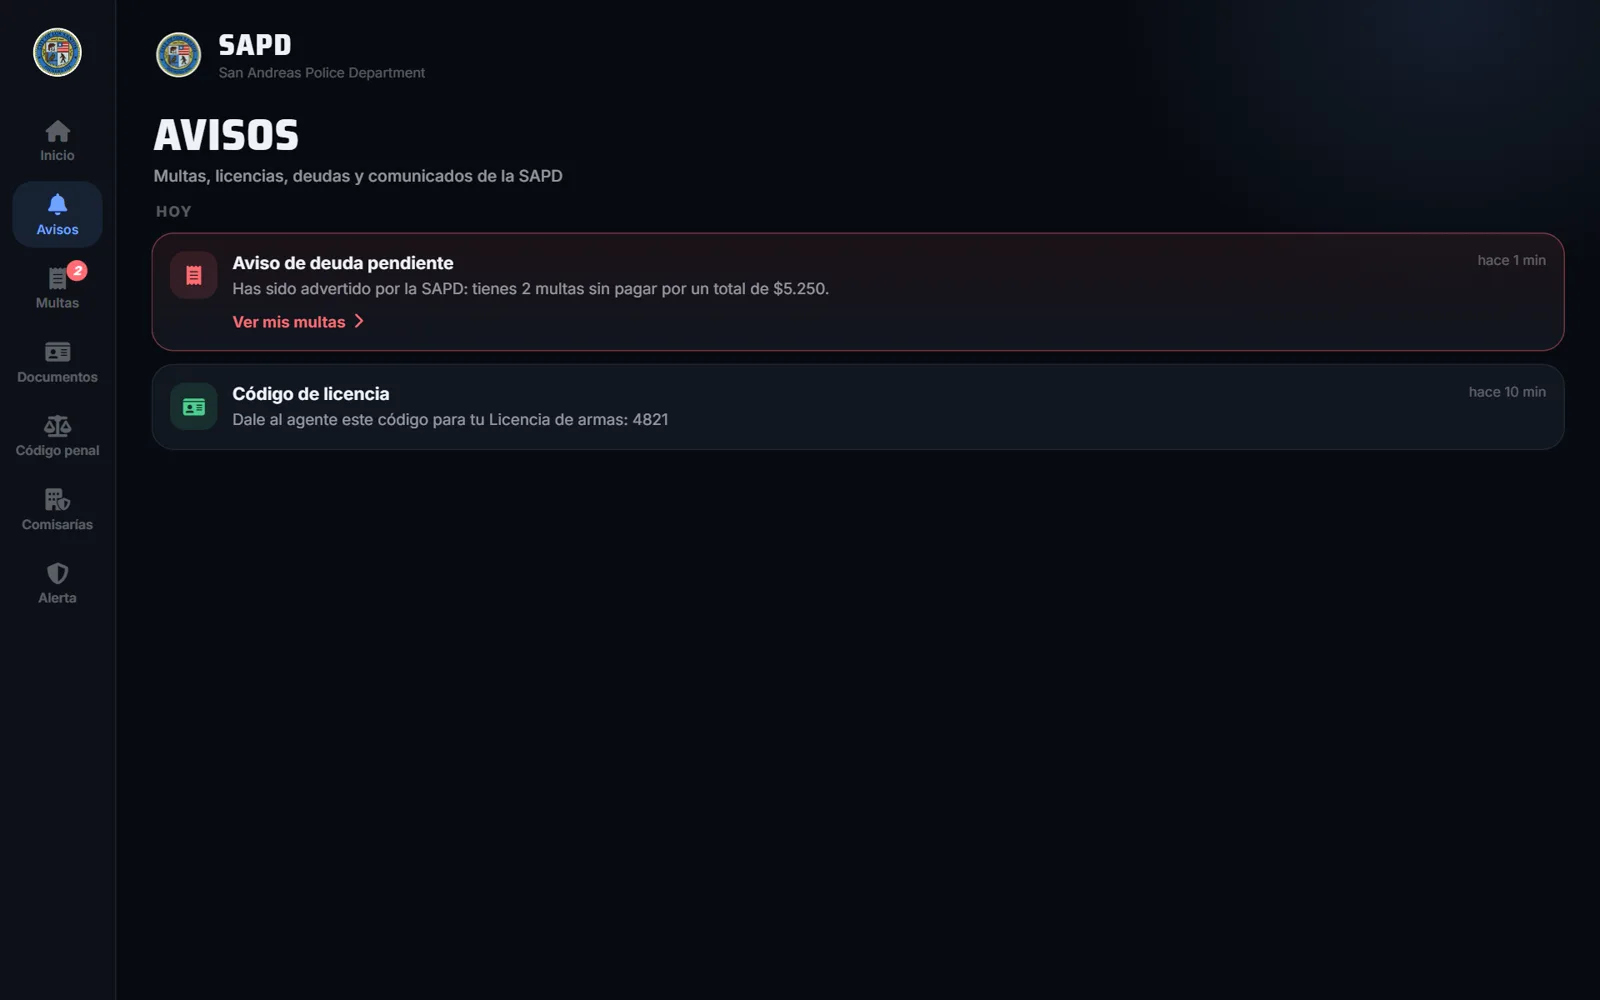 SAPD
San Andreas Police Department
Inicio
Avisos
2
Multas
Documentos
Código penal
Comisarías
Alerta
AVISOS
Multas, licencias, deudas y comunicados de la SAPD
HOY
Aviso de deuda pendiente
hace 1 min
Has sido advertido por la SAPD: tienes 2 multas sin pagar por un total de $5.250.
Ver mis multas
Código de licencia
hace 10 min
Dale al agente este código para tu Licencia de armas: 4821